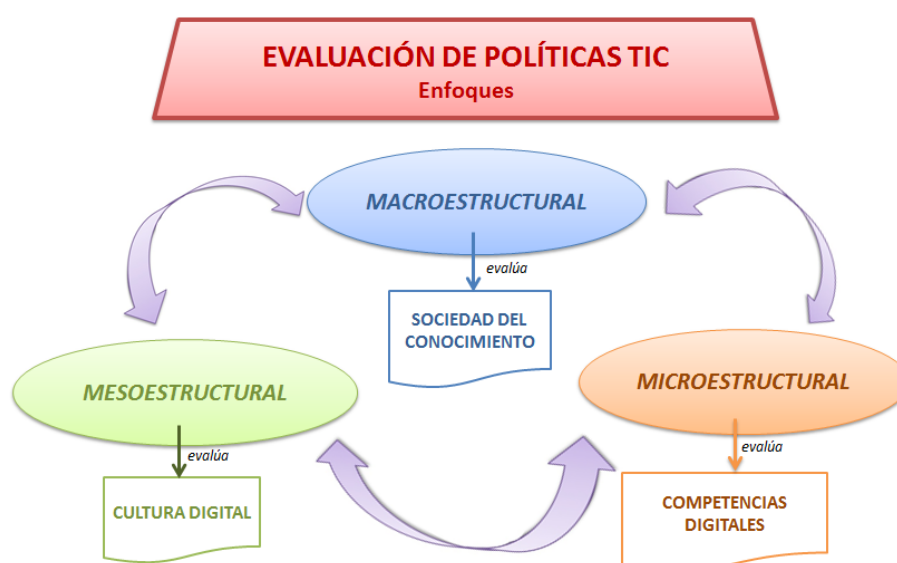 EVALUACIÓN DE POLÍTICAS TIC
Enfoques
MACROESTRUCTURAL
evalúa
SOCIEDAD DEL
CONOCIMIENTO
MESOESTRUCTURAL
evalúa
CULTURA DIGITAL
MICROESTRUCTURAL
evalúa
COMPETENCIAS
DIGITALES